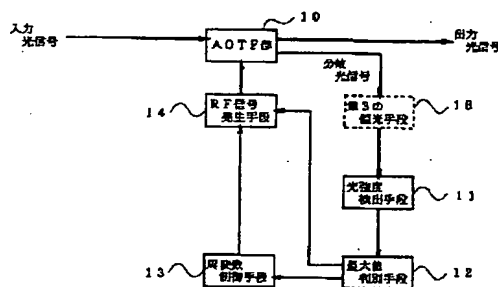 10
入力
光信号
AOTF部
出力
光信号
分岐
光信号
14
RF信号
発生手段
第3の
偏光手段
18
光強度
検出手段
11
13
周波数
制御手段
最大値
判別手段
12